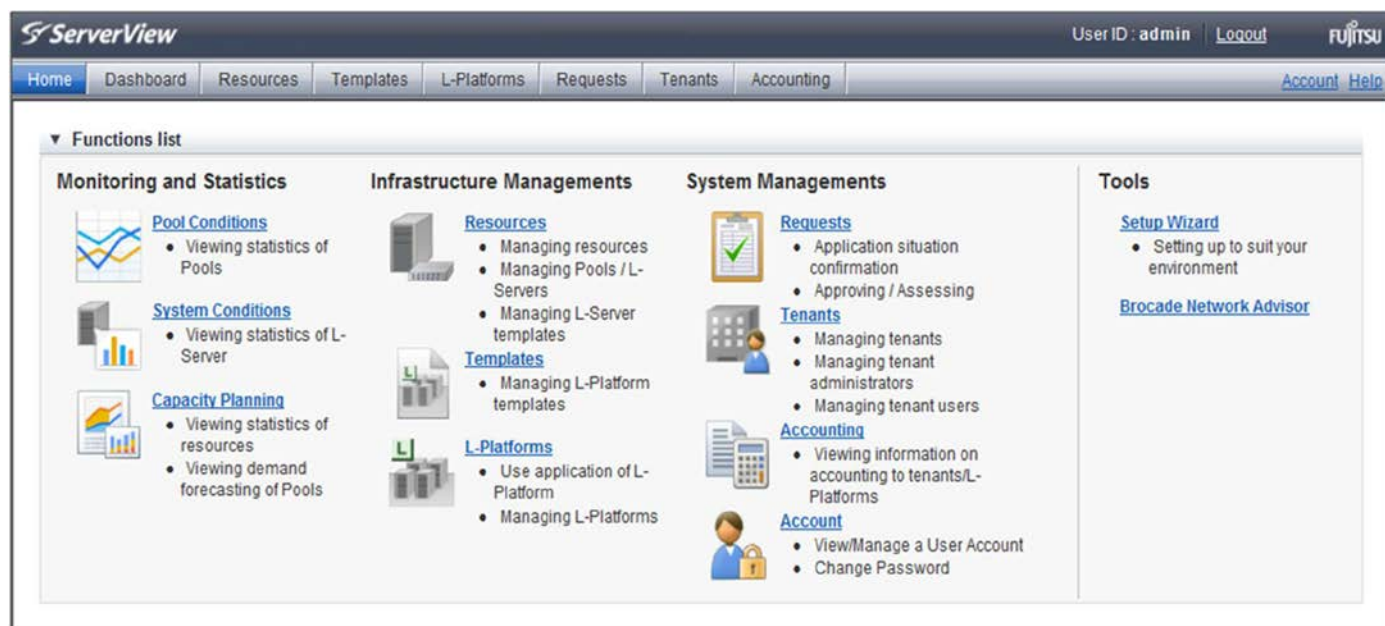 ServerView
User ID : admin
Logout
FUJITSU
Home
Dashboard
Resources
Templates
L-Platforms
Requests
Tenants
Accounting
Account
Help
▼ Functions list
Monitoring and Statistics
Pool Conditions
• Viewing statistics of
Pools
System Conditions
• Viewing statistics of L-
Server
Capacity Planning
• Viewing statistics of
resources
• Viewing demand
forecasting of Pools
Infrastructure Managements
Resources
• Managing resources
• Managing Pools / L-
Servers
• Managing L-Server
templates
L
Templates
• Managing L-Platform
templates
L
L-Platforms
• Use application of L-
Platform
• Managing L-Platforms
System Managements
Requests
• Application situation
confirmation
• Approving / Assessing
Tenants
• Managing tenants
• Managing tenant
administrators
• Managing tenant users
Accounting
• Viewing information on
accounting to tenants/L-
Platforms
Account
• View/Manage a User Account
• Change Password
Tools
Setup Wizard
• Setting up to suit your
environment
Brocade Network Advisor